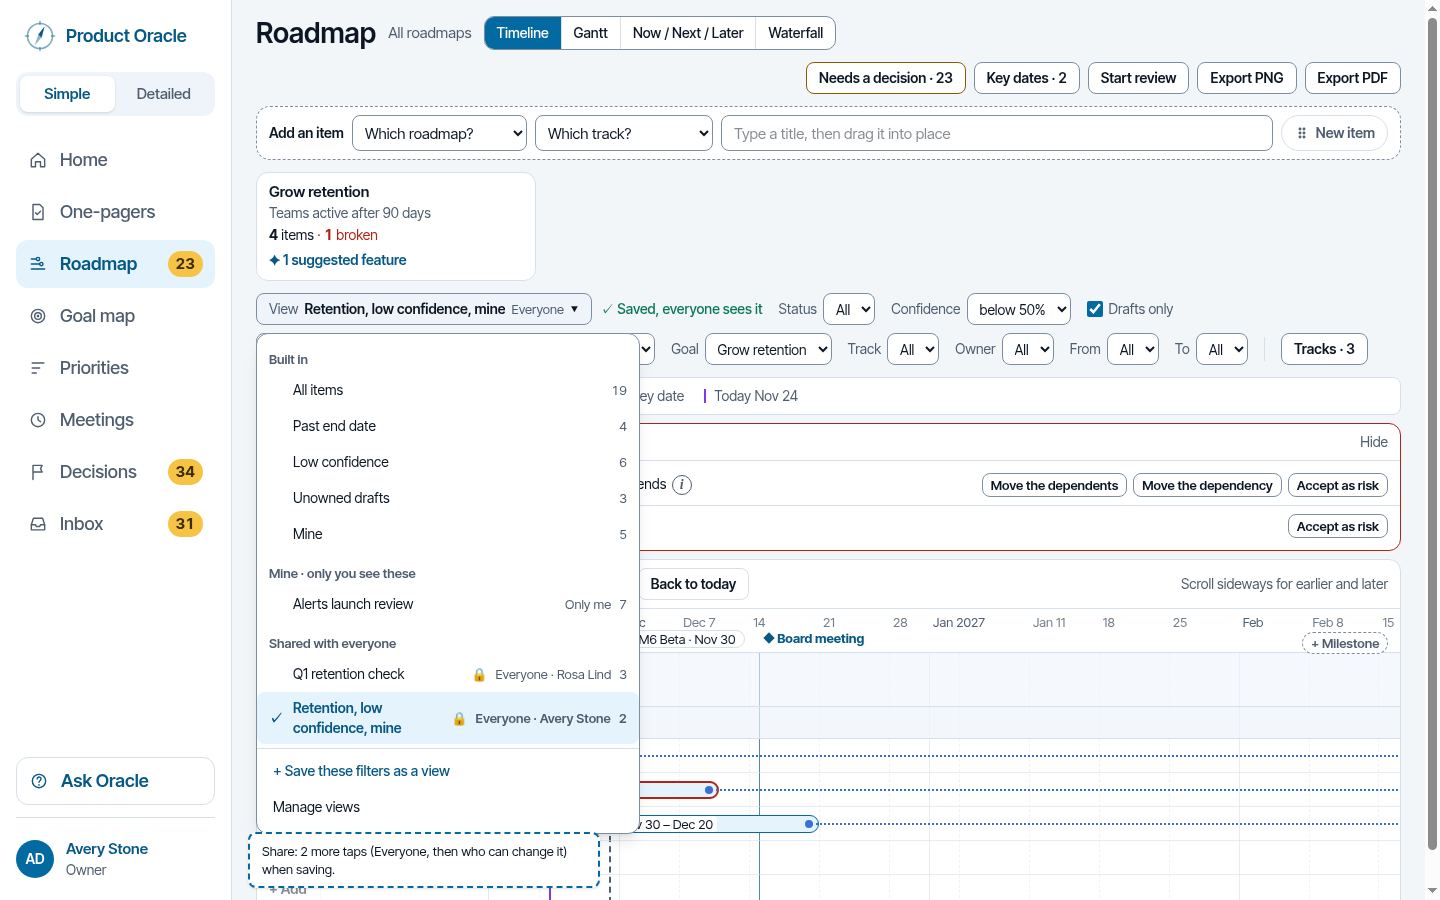 Product Oracle
Simple
Detailed
Home
One-pagers
Roadmap 23
Goal map
Priorities
Meetings
Decisions 34
Inbox 31
Ask Oracle
AD
Avery Stone
Owner
Roadmap All roadmaps Timeline Gantt Now / Next / Later Waterfall
Needs a decision · 23 Key dates · 2 Start review Export PNG Export PDF
Add an item Which roadmap? Which track? Type a title, then drag it into place New item
Grow retention
Teams active after 90 days
4 items · 1 broken
1 suggested feature
View Retention, low confidence, mine Everyone ▼ ✓ Saved, everyone sees it Status All Confidence below 50% Drafts only
Goal Grow retention Track All Owner All From All To All Tracks · 3
Built in
All items 19
Past end date 4
Low confidence 6
Unowned drafts 3
Mine 5
Mine · only you see these
Alerts launch review Only me 7
Shared with everyone
Q1 retention check 🔒 Everyone · Rosa Lind 3
✓ Retention, low
confidence, mine 🔒 Everyone · Avery Stone 2
+ Save these filters as a view
Manage views
Share: 2 more taps (Everyone, then who can change it)
when saving.
+ Add
ey date Today Nov 24
Hide
ends i Move the dependents Move the dependency Accept as risk
Accept as risk
Back to today Scroll sideways for earlier and later
c Dec 7 14 21 28 Jan 2027 Jan 11 18 25 Feb Feb 8 15
M6 Beta · Nov 30 ◆ Board meeting + Milestone
v 30 – Dec 20